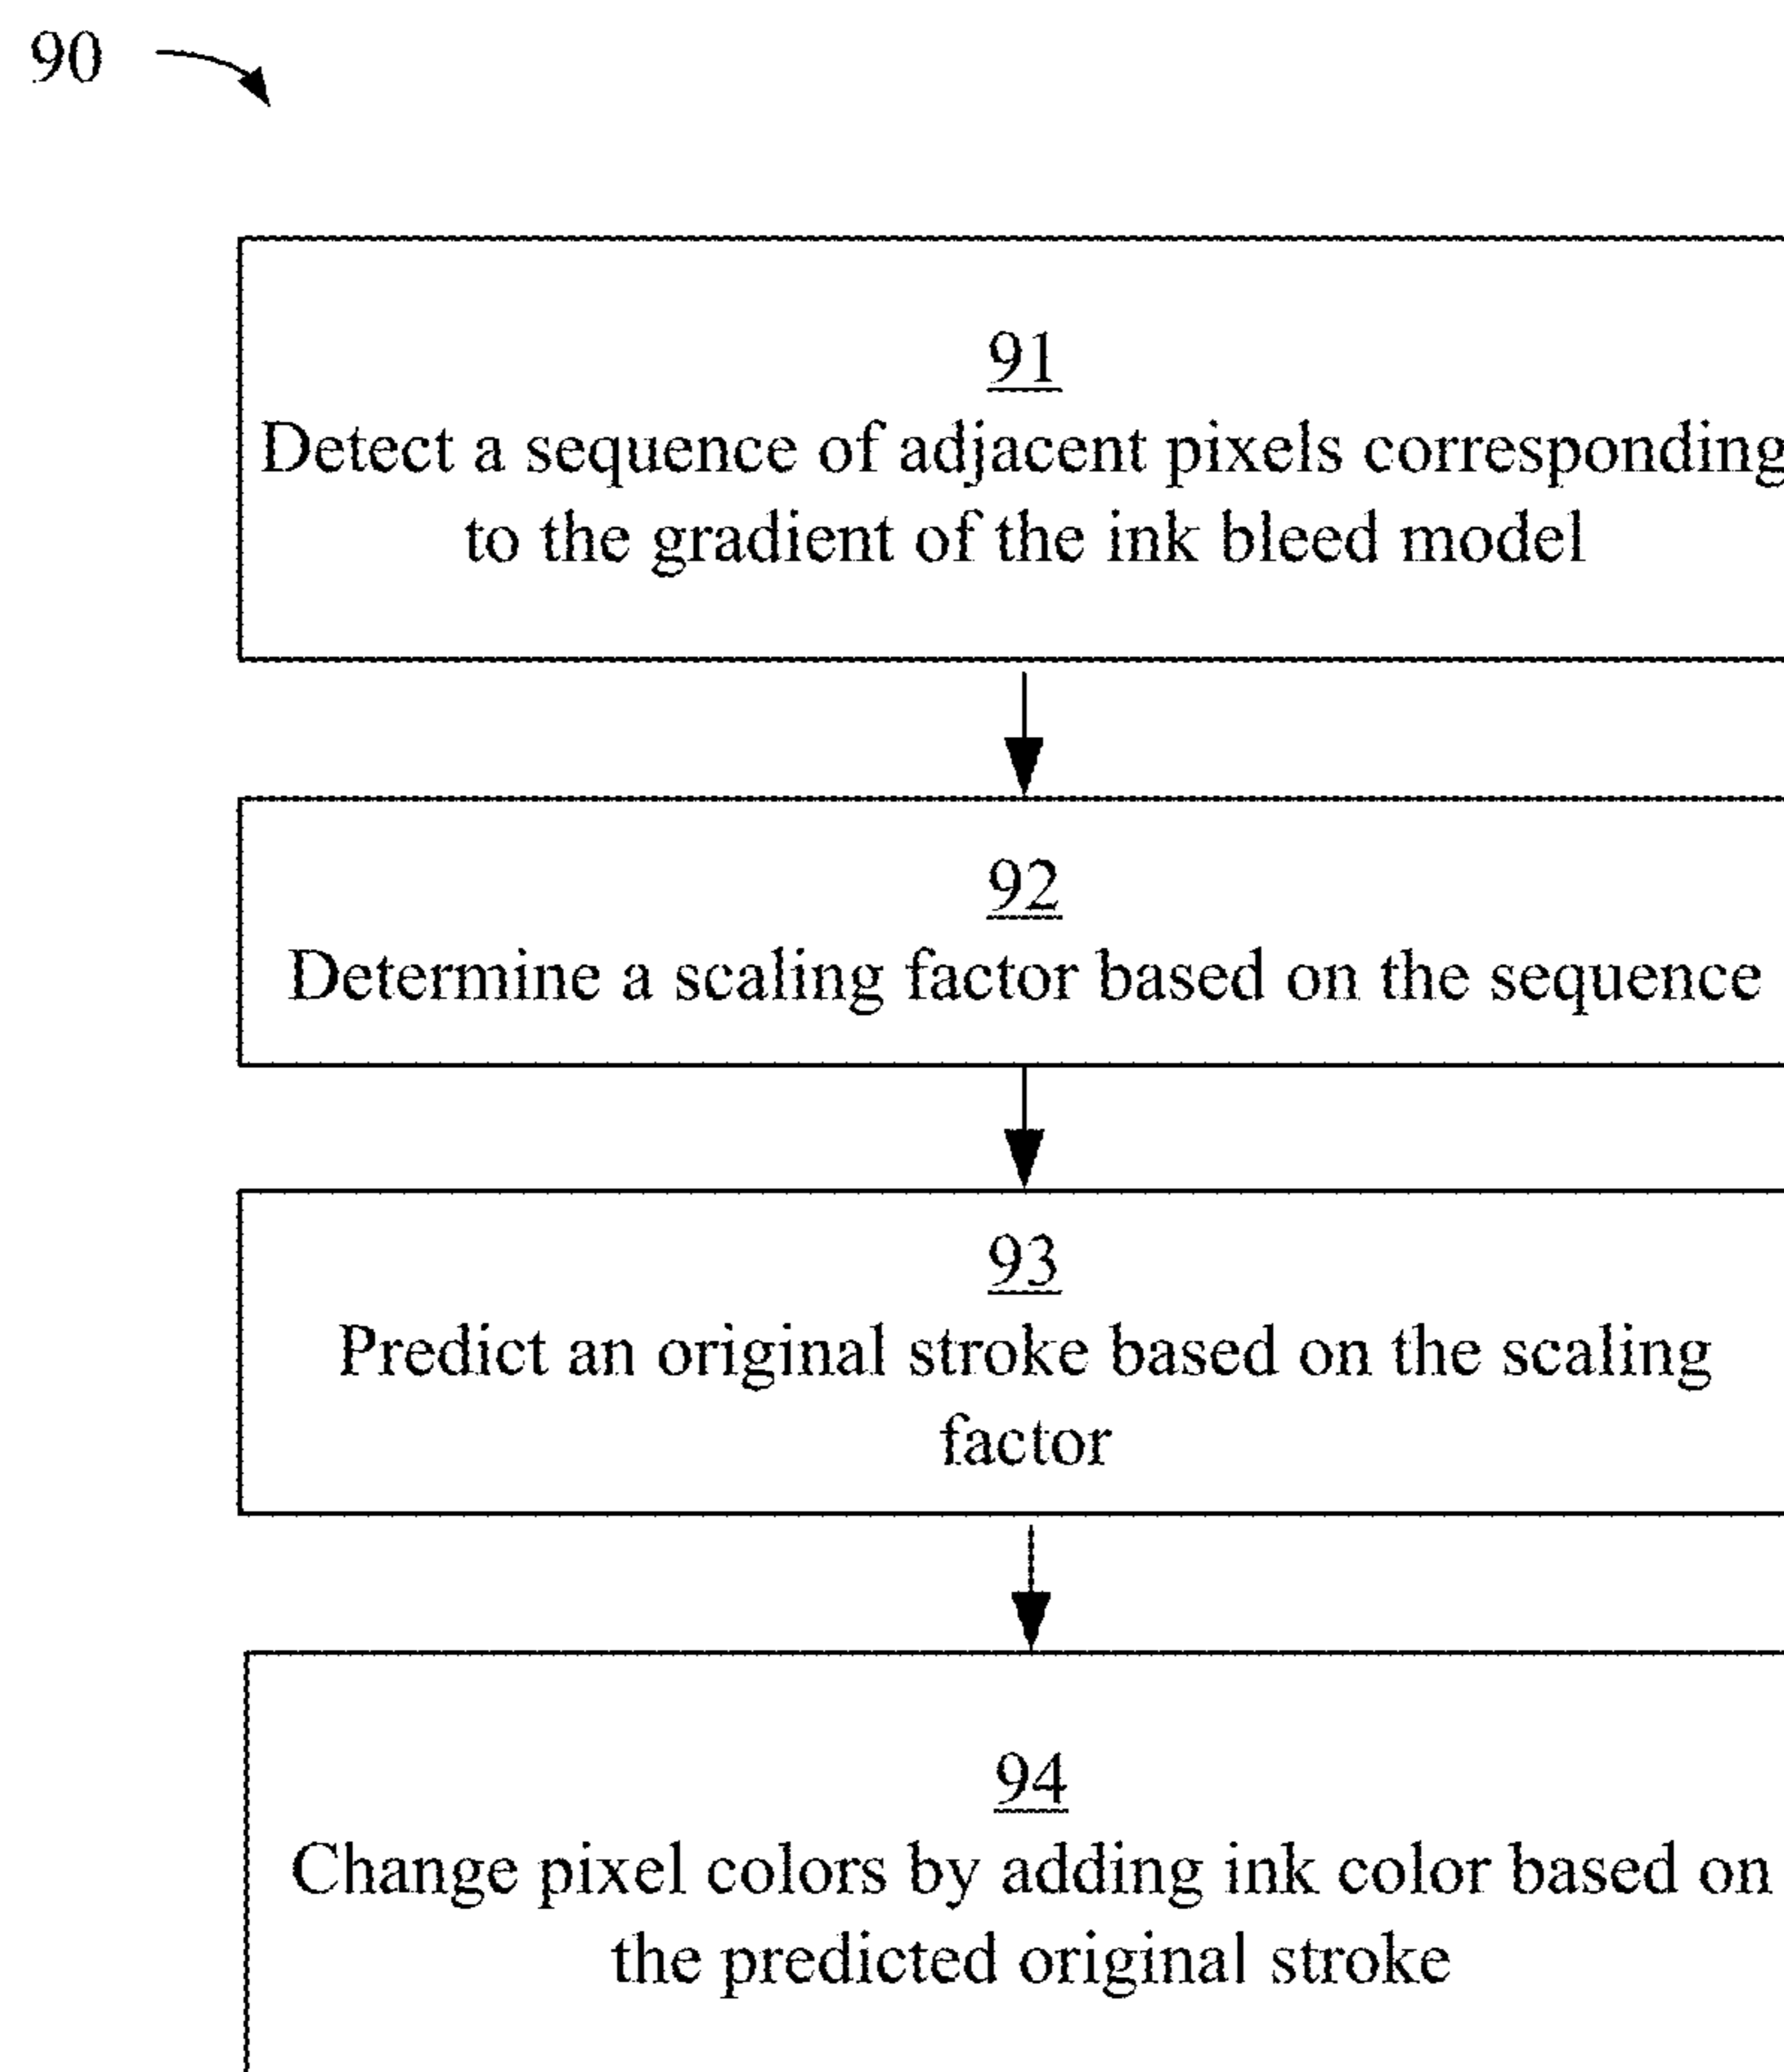 90
91
Detect a sequence of adjacent pixels corresponding
to the gradient of the ink bleed model
92
Determine a scaling factor based on the sequence
93
Predict an original stroke based on the scaling
factor
94
Change pixel colors by adding ink color based on
the predicted original stroke